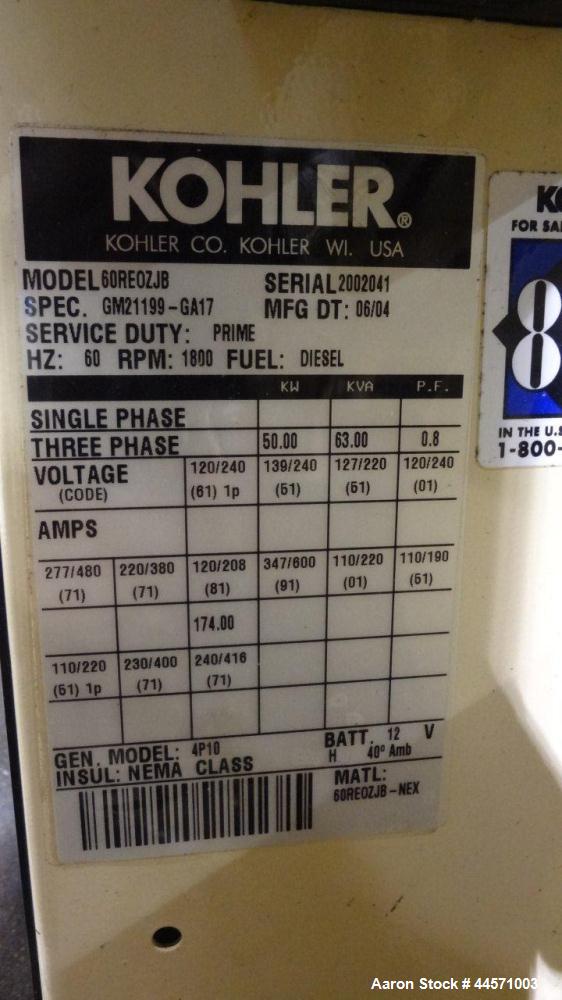 KOHLER®
KOHLER CO. KOHLER WI. USA
MODEL 60REOZJB SERIAL 2002041
SPEC. GM21199-GA17 MFG DT: 06/04
SERVICE DUTY: PRIME
HZ: 60 RPM: 1800 FUEL: DIESEL
KW KVA P.F.
SINGLE PHASE
THREE PHASE 50.00 63.00 0.8
VOLTAGE 120/240 139/240 127/220 120/240
(CODE) (61) 1p (51) (61) (01)
AMPS
277/480 220/380 120/208 347/600 110/220 110/190
(71) (71) (81) (91) (01) (61)
174.00
110/220 230/400 240/416
(61) 1p (71) (71)
GEN. MODEL: 4P10 BATT. 12 V
INSUL: NEMA CLASS H 40° Amb
MATL:
60REOZJB-NEX
FOR
8
IN THE
1-800-
Aaron Stock # 44571003